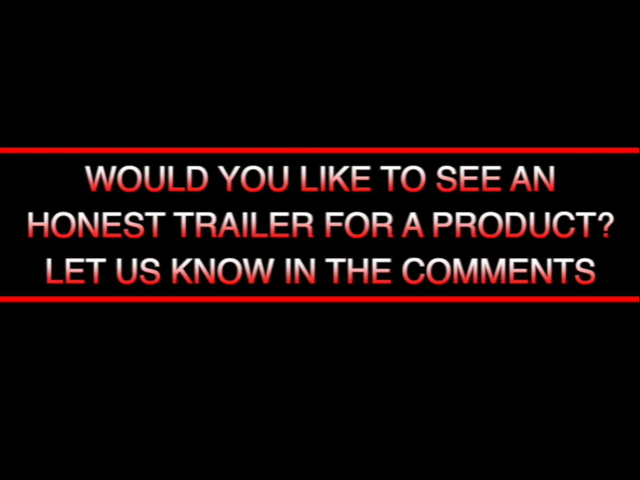 WOULD YOU LIKE TO SEE AN
HONEST TRAILER FOR A PRODUCT?
LET US KNOW IN THE COMMENTS